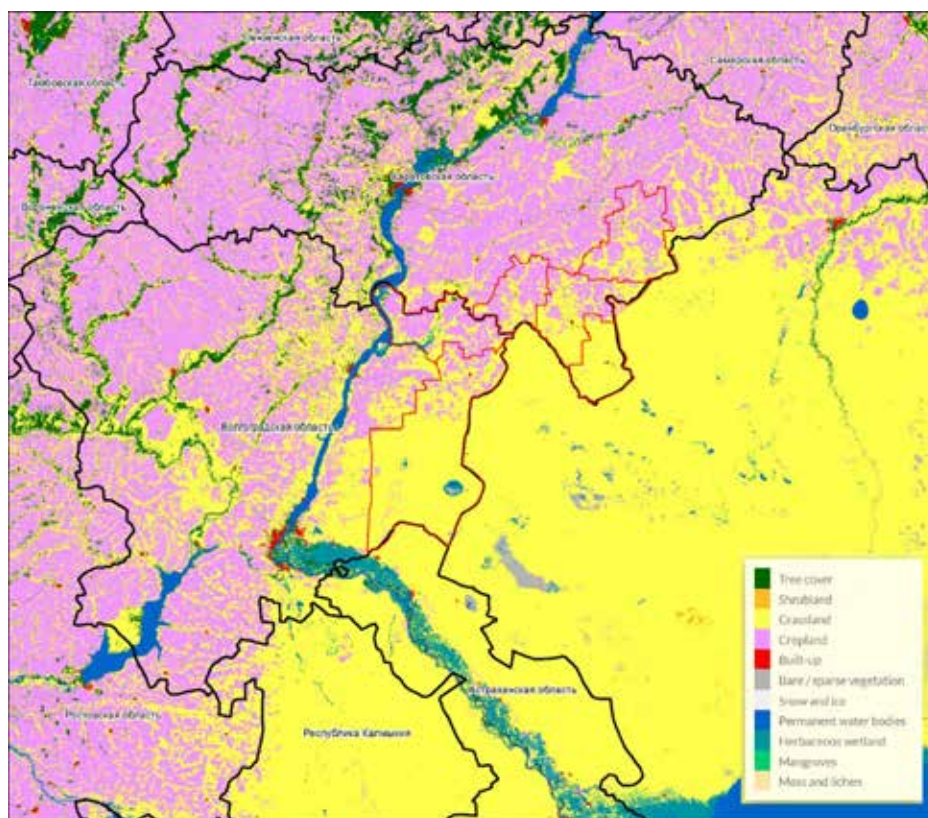 Пензенская область
Самарская область
Тамбовская область
Оренбургская област
Саратовская область
Воронежская область
Волгоградская область
Tree cover
Shrubland
Grassland
Cropland
Built-up
Bare / sparse vegetation
Snow and ice
Permanent water bodies
Herbaceous wetland
Mangroves
Moss and lichen
Астраханская область
Ростовская область
Республика Калмыкия